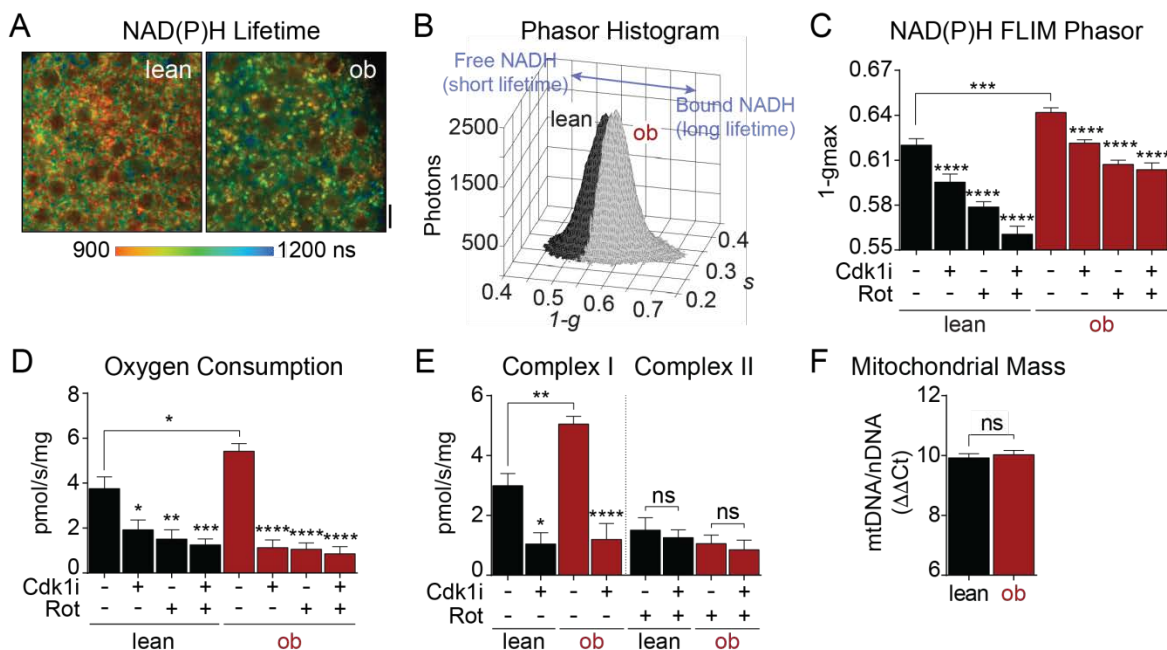 A
NAD(P)H Lifetime
lean
ob
900
1200 ns
B
Phasor Histogram
Free NADH
(short lifetime)
Bound NADH
(long lifetime)
lean
ob
Photons
2500
1500
500
0.4
0.5
0.6
0.7
1-g
0.2
0.3
0.4
s
C
NAD(P)H FLIM Phasor
1-gmax
0.67
0.64
0.61
0.58
0.55
***
**** **** **** **** **** ****
Cdk1i - + - + - + - +
Rot - - + + - - + +
lean
ob
D
Oxygen Consumption
pmol/s/mg
8
6
4
2
0
*
* ** *** **** **** ****
Cdk1i - + - + - + - +
Rot - - + + - - + +
lean
ob
E
Complex I
Complex II
pmol/s/mg
6
4
2
0
**
* ****
ns
ns
Cdk1i - + - + - + - +
Rot - - - - + + + +
lean
ob
lean
ob
F
Mitochondrial Mass
mtDNA/nDNA
(ΔΔCt)
12
10
8
6
ns
lean
ob